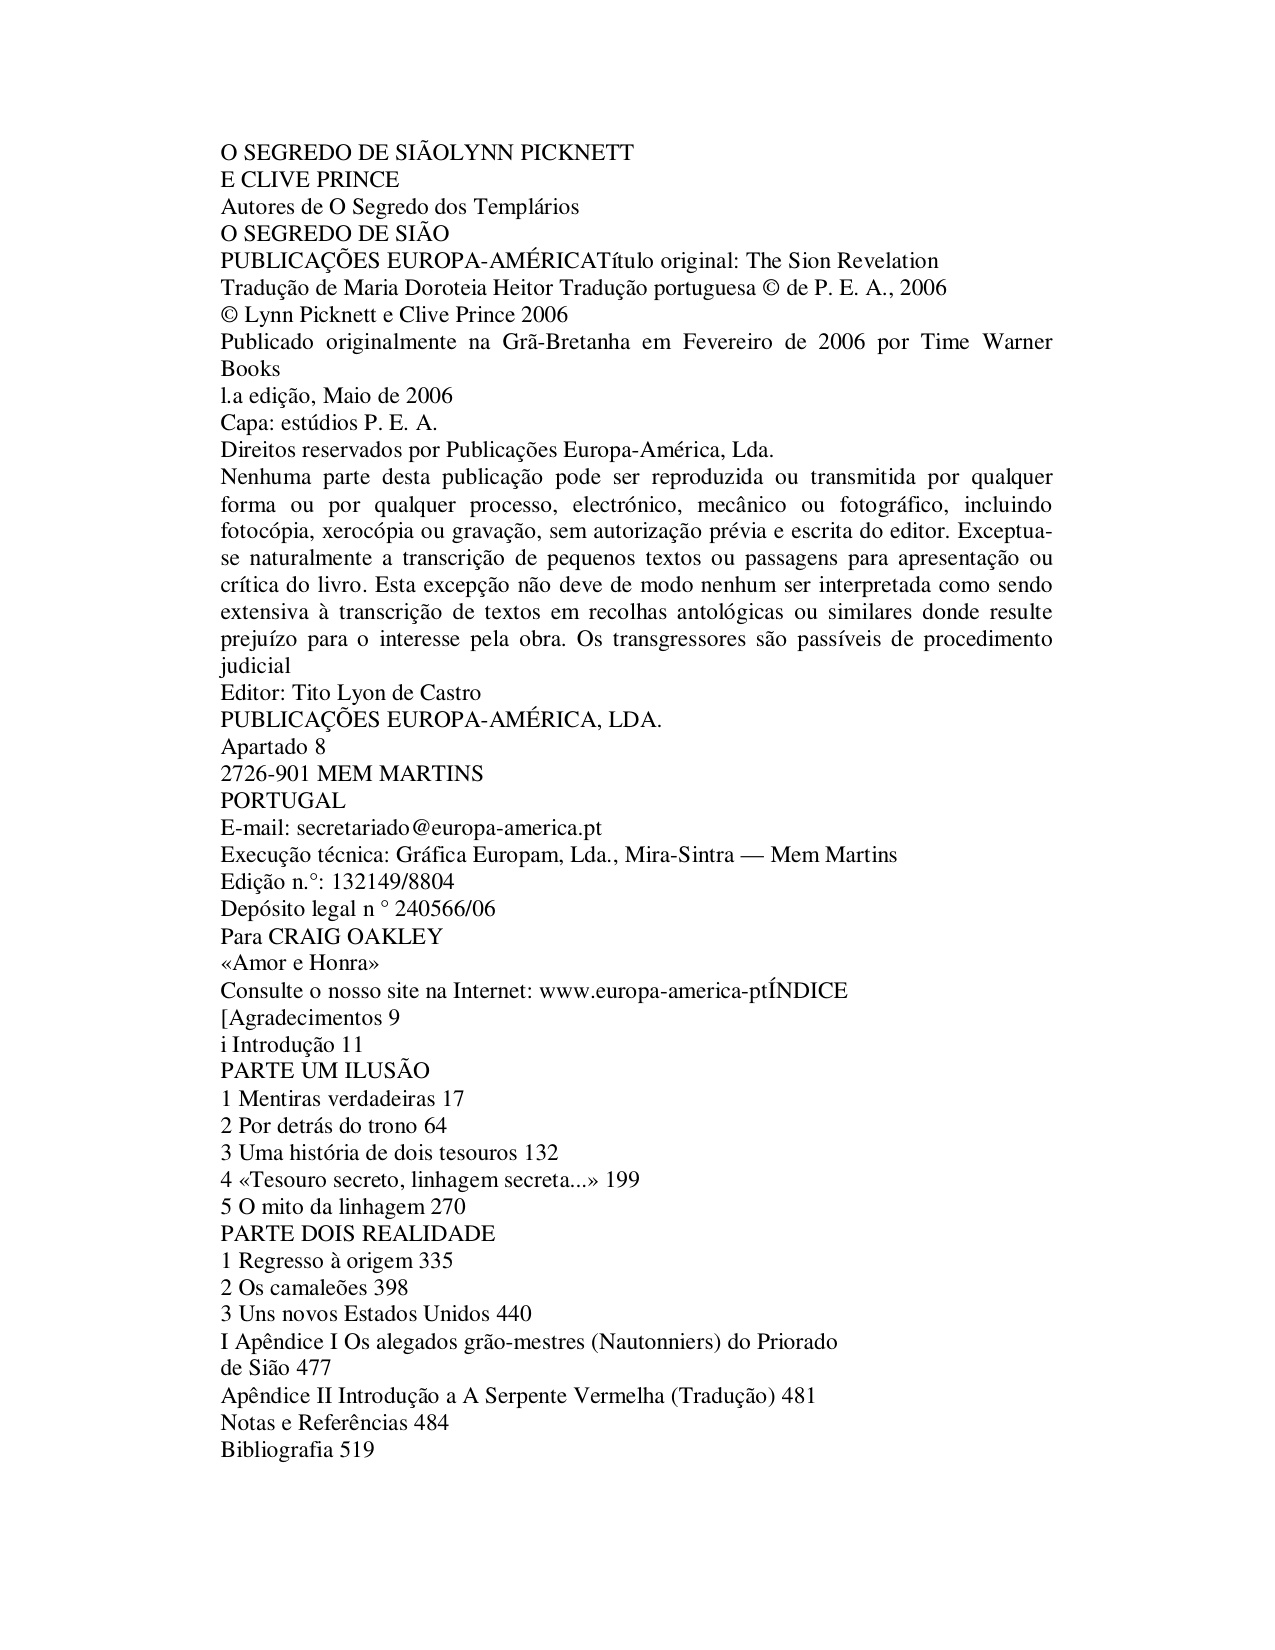 O SEGREDO DE SIÃOLYNN PICKNETT
E CLIVE PRINCE
Autores de O Segredo dos Templários
O SEGREDO DE SIÃO
PUBLICAÇÕES EUROPA-AMÉRICATítulo original: The Sion Revelation
Tradução de Maria Doroteia Heitor Tradução portuguesa © de P. E. A., 2006
© Lynn Picknett e Clive Prince 2006
Publicado originalmente na Grã-Bretanha em Fevereiro de 2006 por Time Warner
Books
l.a edição, Maio de 2006
Capa: estúdios P. E. A.
Direitos reservados por Publicações Europa-América, Lda.
Nenhuma parte desta publicação pode ser reproduzida ou transmitida por qualquer
forma ou por qualquer processo, electrónico, mecânico ou fotográfico, incluindo
fotocópia, xerocópia ou gravação, sem autorização prévia e escrita do editor. Exceptua-
se naturalmente a transcrição de pequenos textos ou passagens para apresentação ou
crítica do livro. Esta excepção não deve de modo nenhum ser interpretada como sendo
extensiva à transcrição de textos em recolhas antológicas ou similares donde resulte
prejuízo para o interesse pela obra. Os transgressores são passíveis de procedimento
judicial
Editor: Tito Lyon de Castro
PUBLICAÇÕES EUROPA-AMÉRICA, LDA.
Apartado 8
2726-901 MEM MARTINS
PORTUGAL
E-mail: secretariado@europa-america.pt
Execução técnica: Gráfica Europam, Lda., Mira-Sintra — Mem Martins
Edição n.°: 132149/8804
Depósito legal n ° 240566/06
Para CRAIG OAKLEY
«Amor e Honra»
Consulte o nosso site na Internet: www.europa-america-ptÍNDICE
[Agradecimentos 9
i Introdução 11
PARTE UM ILUSÃO
1 Mentiras verdadeiras 17
2 Por detrás do trono 64
3 Uma história de dois tesouros 132
4 «Tesouro secreto, linhagem secreta...» 199
5 O mito da linhagem 270
PARTE DOIS REALIDADE
1 Regresso à origem 335
2 Os camaleões 398
3 Uns novos Estados Unidos 440
I Apêndice I Os alegados grão-mestres (Nautonniers) do Priorado
de Sião 477
Apêndice II Introdução a A Serpente Vermelha (Tradução) 481
Notas e Referências 484
Bibliografia 519